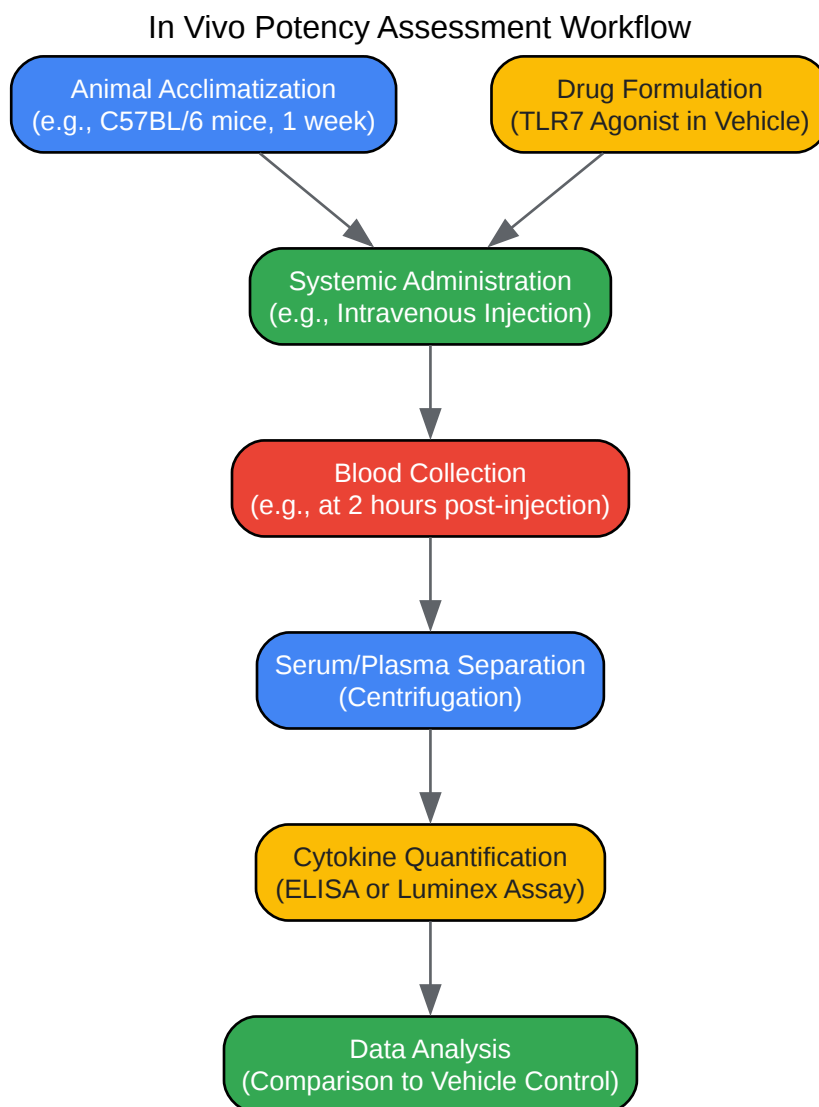 In Vivo Potency Assessment Workflow
Animal Acclimatization
(e.g., C57BL/6 mice, 1 week)
Drug Formulation
(TLR7 Agonist in Vehicle)
Systemic Administration
(e.g., Intravenous Injection)
Blood Collection
(e.g., at 2 hours post-injection)
Serum/Plasma Separation
(Centrifugation)
Cytokine Quantification
(ELISA or Luminex Assay)
Data Analysis
(Comparison to Vehicle Control)